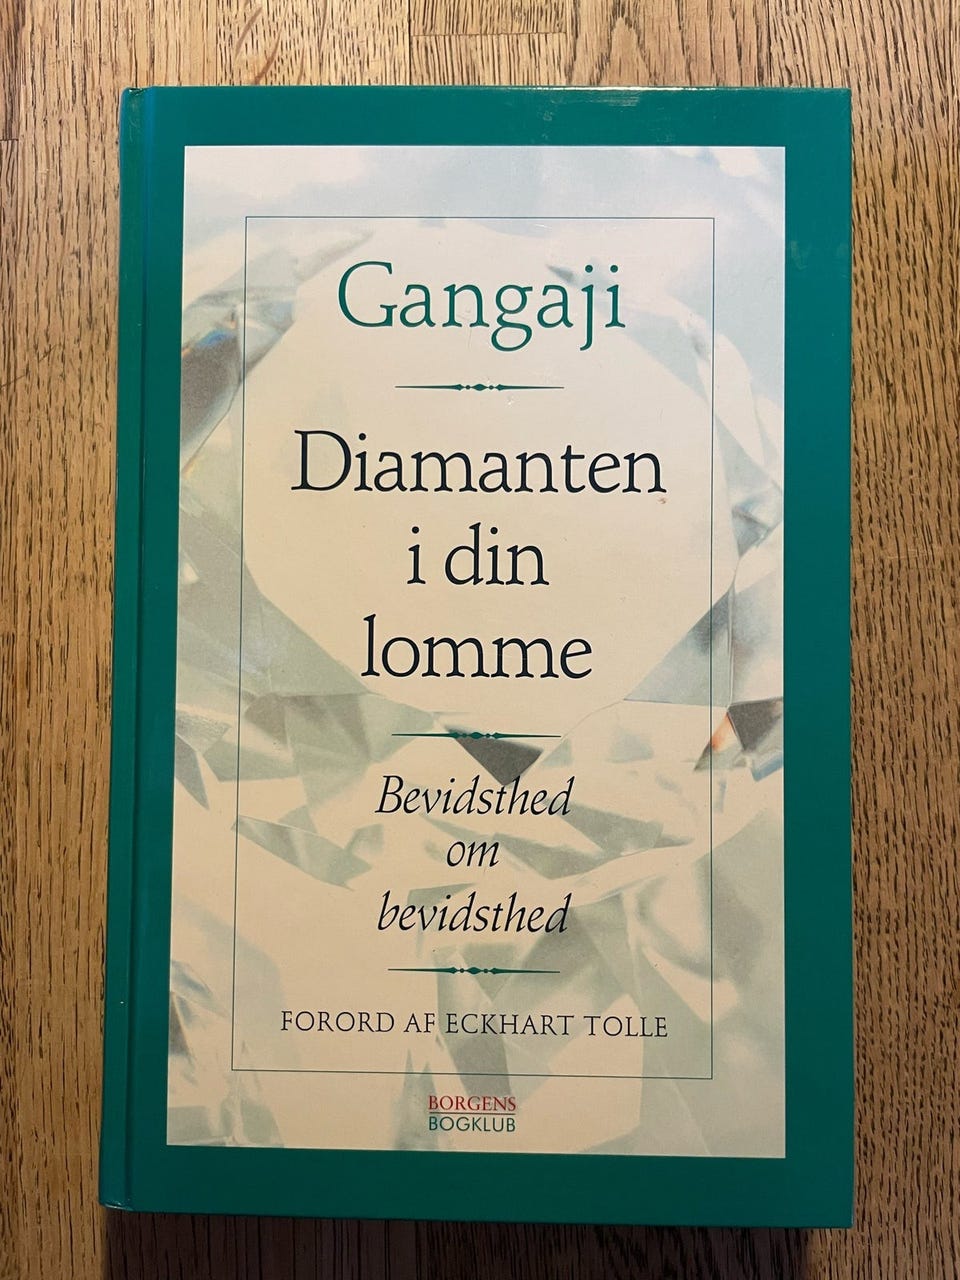 Gangaji
Diamanten
i din
lomme
Bevidsthed
om
bevidsthed
FORORD AF ECKHART TOLLE
BORGENS
BOGKLUB